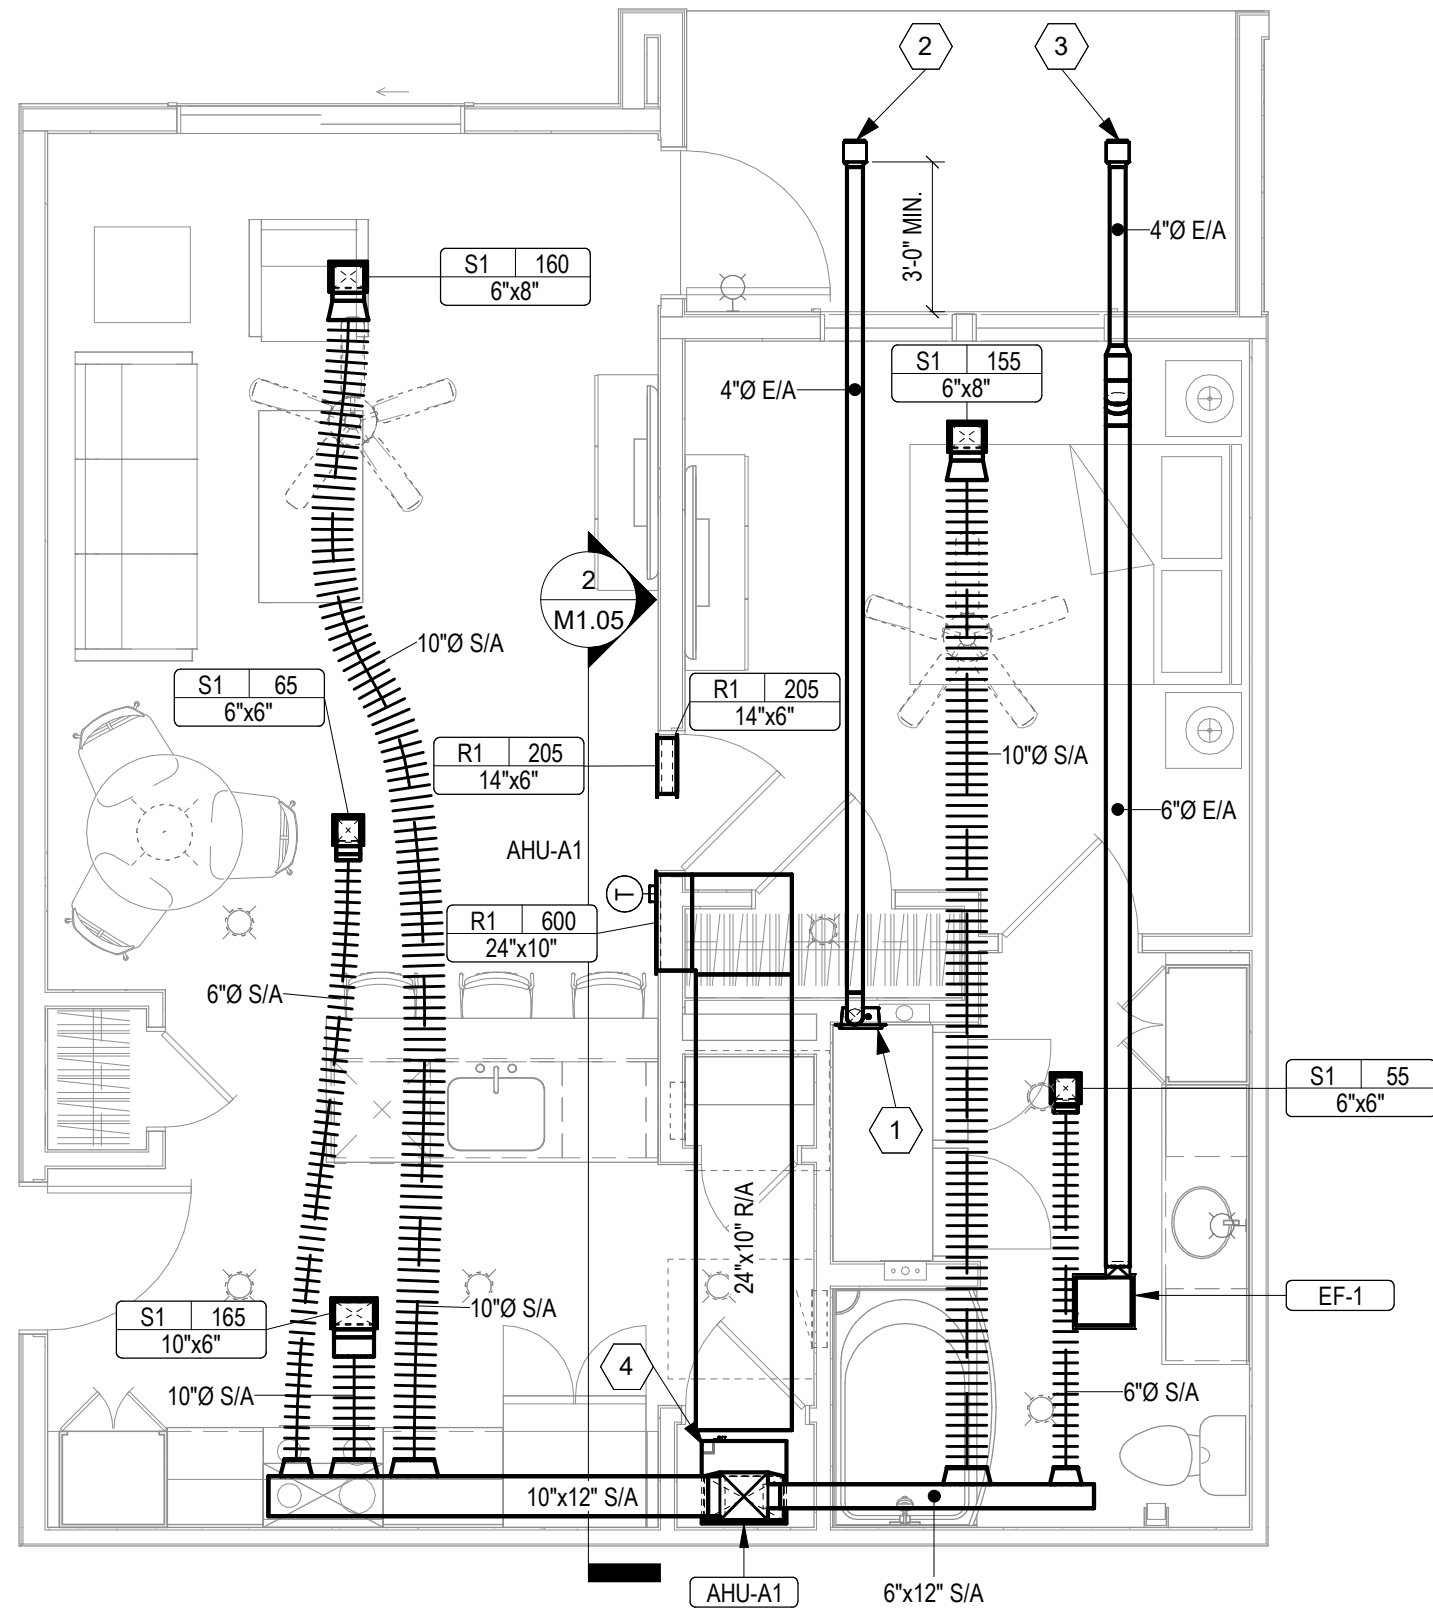 2
3
4"Ø E/A
3'-0" MIN.
S1 160
6"x8"
S1 155
6"x8"
4"Ø E/A
2
M1.05
10"Ø S/A
S1 65
6"x6"
R1 205
14"x6"
R1 205
14"x6"
10"Ø S/A
6"Ø E/A
AHU-A1
T
R1 600
24"x10"
6"Ø S/A
S1 55
6"x6"
1
24"x10" R/A
EF-1
S1 165
10"x6"
10"Ø S/A
4
10"Ø S/A
6"Ø S/A
10"x12" S/A
AHU-A1
6"x12" S/A